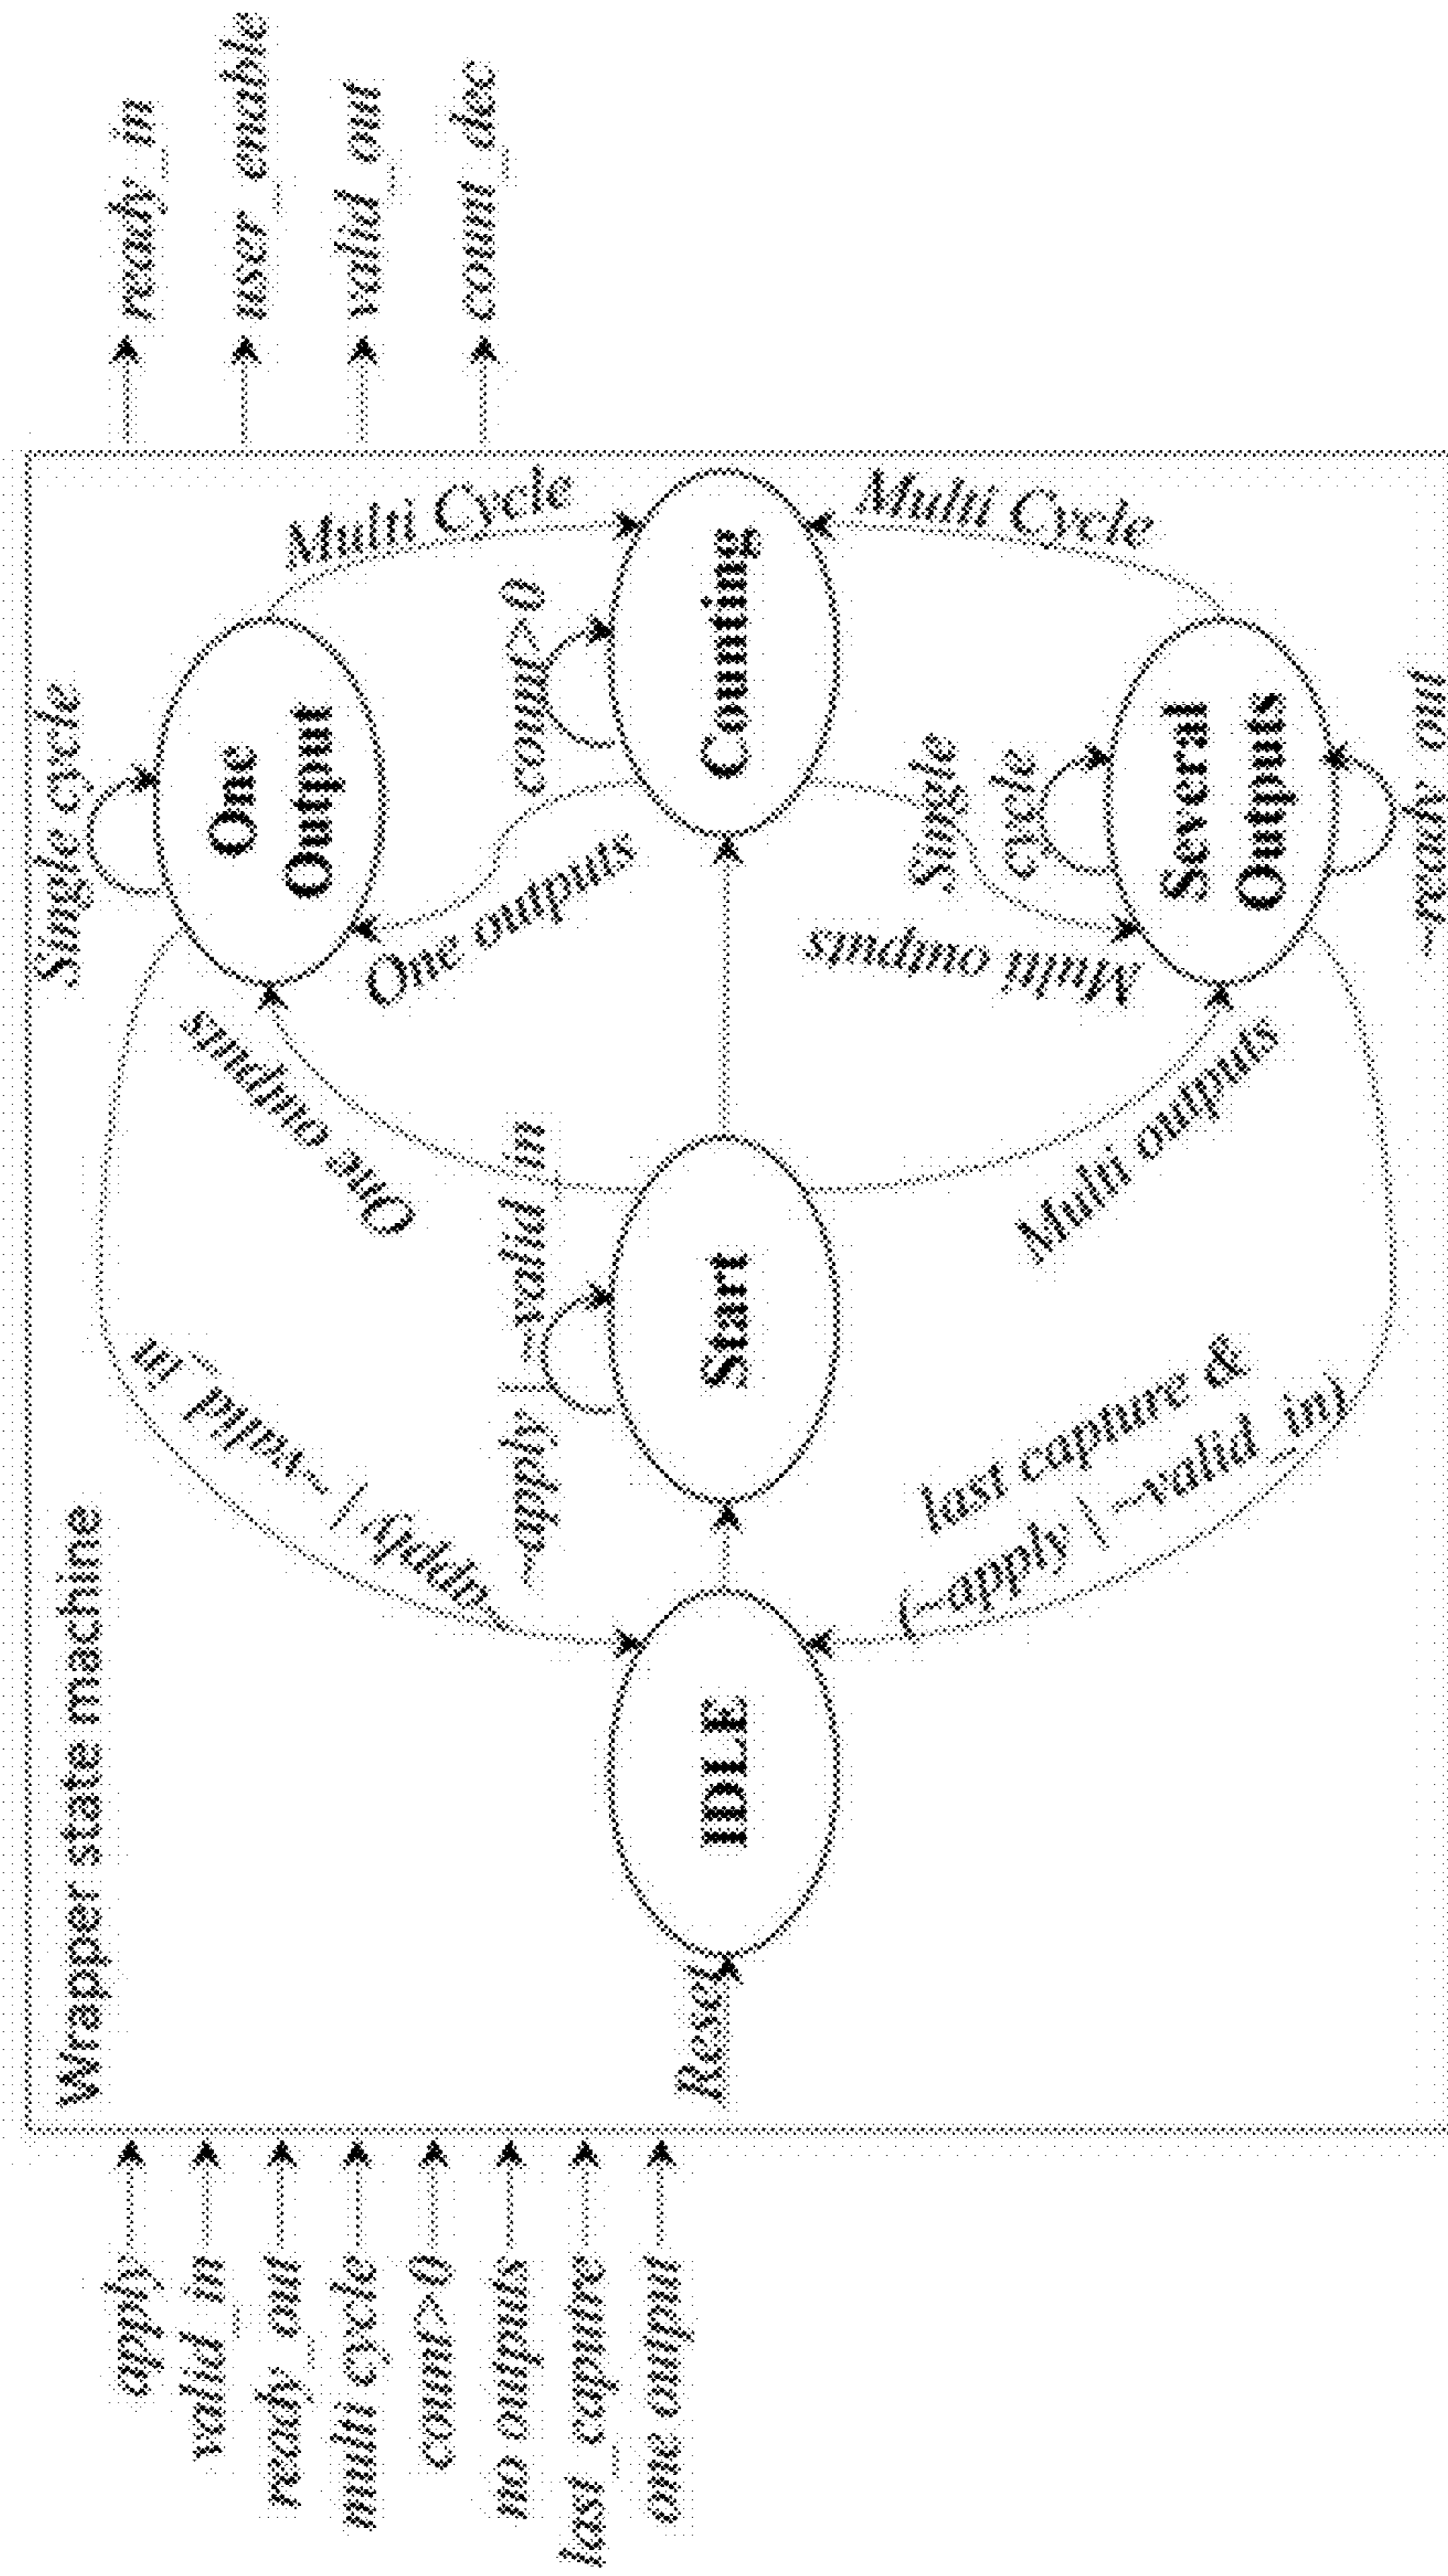 Wrapper state machine
apply
valid_in
ready_out
multi cycle
count>0
no outputs
last_capture
one output
Reset
IDLE
Start
~apply | ~valid_in
~apply | ~valid_in
One outputs
Multi outputs
last capture &
(~apply | ~valid_in)
Single cycle
One
Output
Multi Cycle
count>0
Counting
One outputs
Multi outputs
Multi Cycle
Single
cycle
Several
Outputs
~ready_out
ready_in
user_enable
valid_out
count_dec